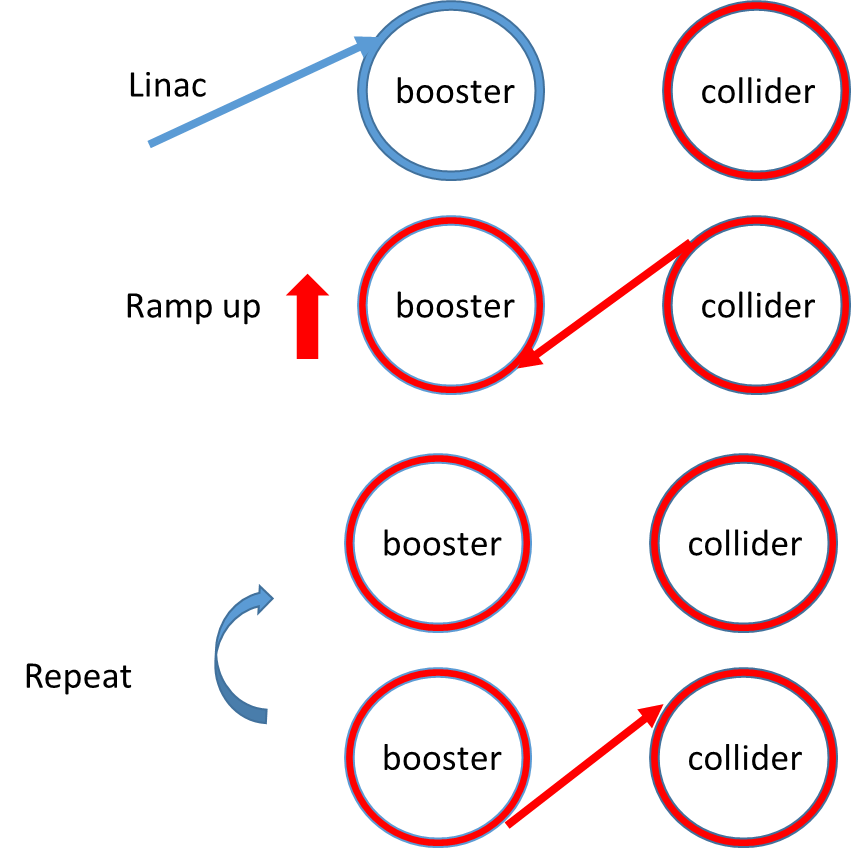 Linac
booster
collider
Ramp up
booster
collider
booster
collider
Repeat
booster
collider